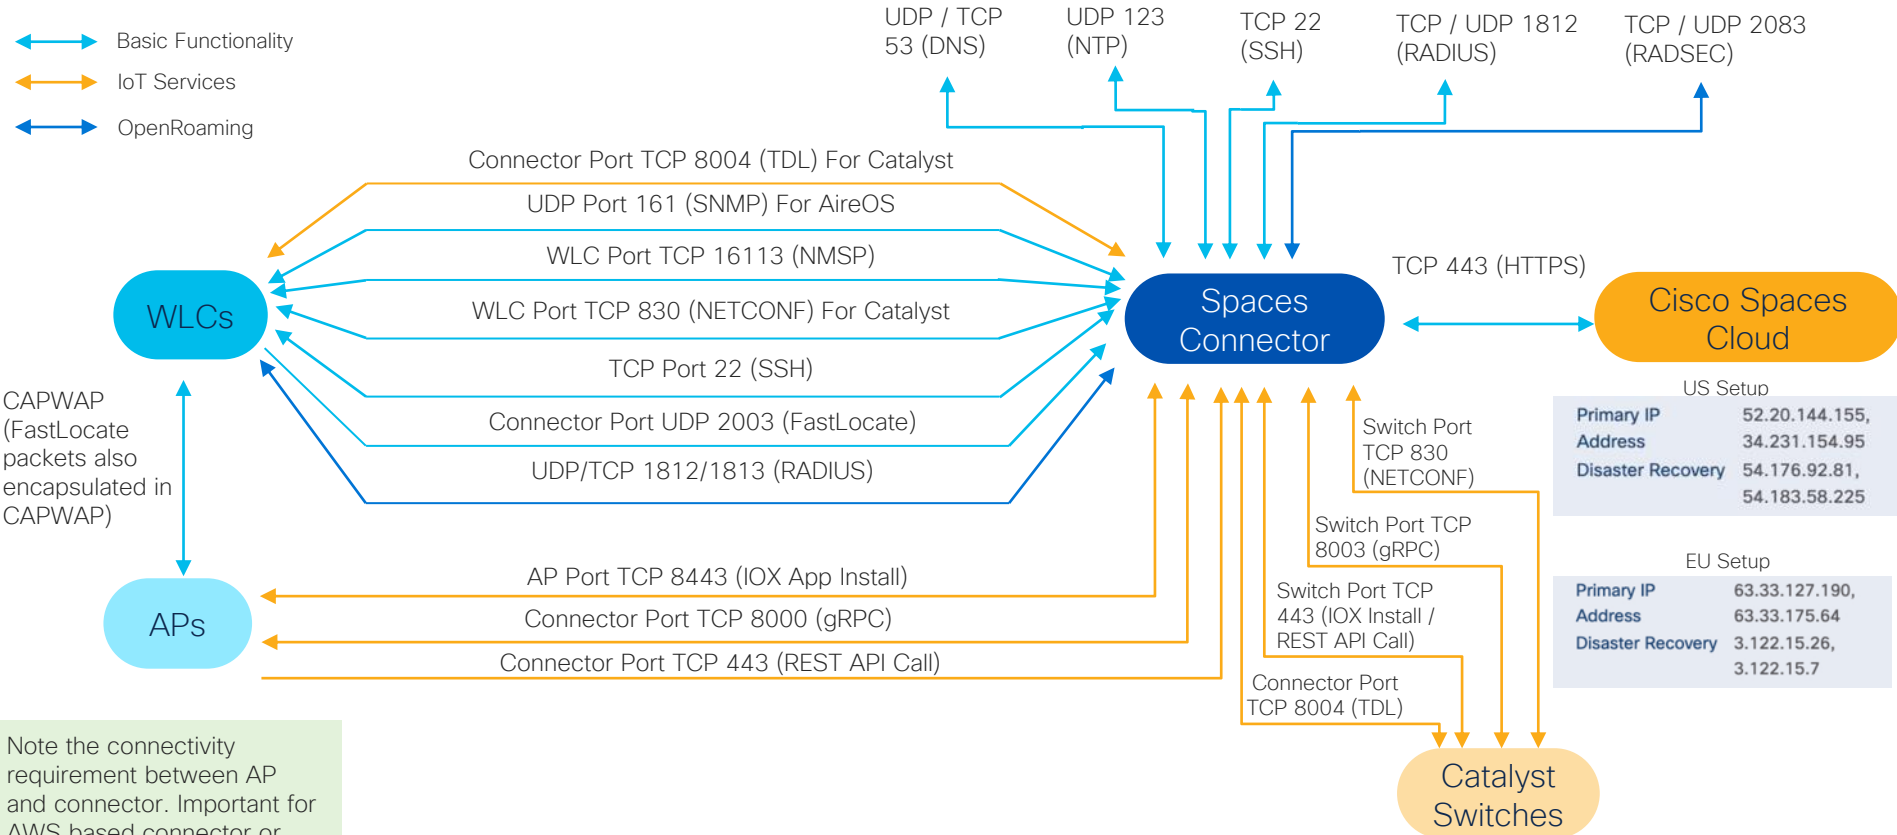 Basic Functionality
IoT Services
OpenRoaming
UDP / TCP
53 (DNS)
UDP 123
(NTP)
TCP 22
(SSH)
TCP / UDP 1812
(RADIUS)
TCP / UDP 2083
(RADSEC)
Connector Port TCP 8004 (TDL) For Catalyst
UDP Port 161 (SNMP) For AireOS
WLC Port TCP 16113 (NMSP)
WLC Port TCP 830 (NETCONF) For Catalyst
TCP Port 22 (SSH)
Connector Port UDP 2003 (FastLocate)
UDP/TCP 1812/1813 (RADIUS)
WLCs
Spaces
Connector
TCP 443 (HTTPS)
Cisco Spaces
Cloud
CAPWAP
(FastLocate
packets also
encapsulated in
CAPWAP)
APs
AP Port TCP 8443 (IOX App Install)
Connector Port TCP 8000 (gRPC)
Connector Port TCP 443 (REST API Call)
Switch Port
TCP 830
(NETCONF)
Switch Port TCP
8003 (gRPC)
Switch Port TCP
443 (IOX Install /
REST API Call)
Connector Port
TCP 8004 (TDL)
Catalyst
Switches
US Setup
Primary IP 52.20.144.155,
Address 34.231.154.95
Disaster Recovery 54.176.92.81,
54.183.58.225
EU Setup
Primary IP 63.33.127.190,
Address 63.33.175.64
Disaster Recovery 3.122.15.26,
3.122.15.7
Note the connectivity
requirement between AP
and connector. Important for
AWS based connector or